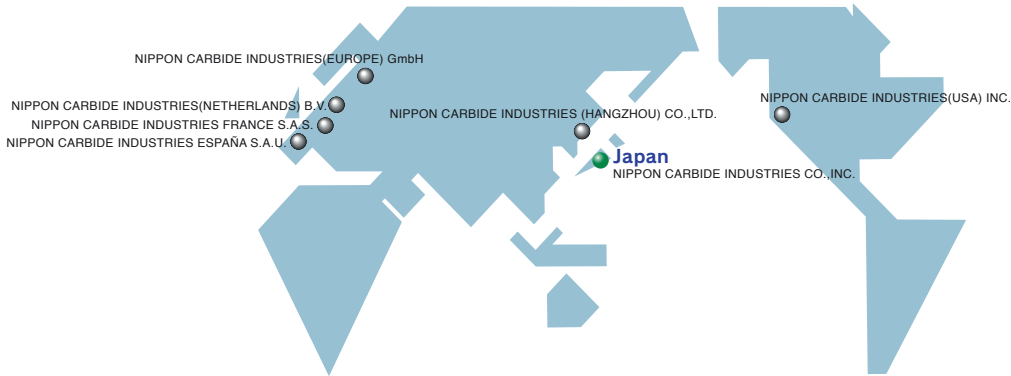 NIPPON CARBIDE INDUSTRIES(EUROPE) GmbH
NIPPON CARBIDE INDUSTRIES(NETHERLANDS) B.V.
NIPPON CARBIDE INDUSTRIES FRANCE S.A.S.
NIPPON CARBIDE INDUSTRIES ESPAÑA S.A.U.
NIPPON CARBIDE INDUSTRIES (HANGZHOU) CO.,LTD.
Japan
NIPPON CARBIDE INDUSTRIES CO.,INC.
NIPPON CARBIDE INDUSTRIES(USA) INC.